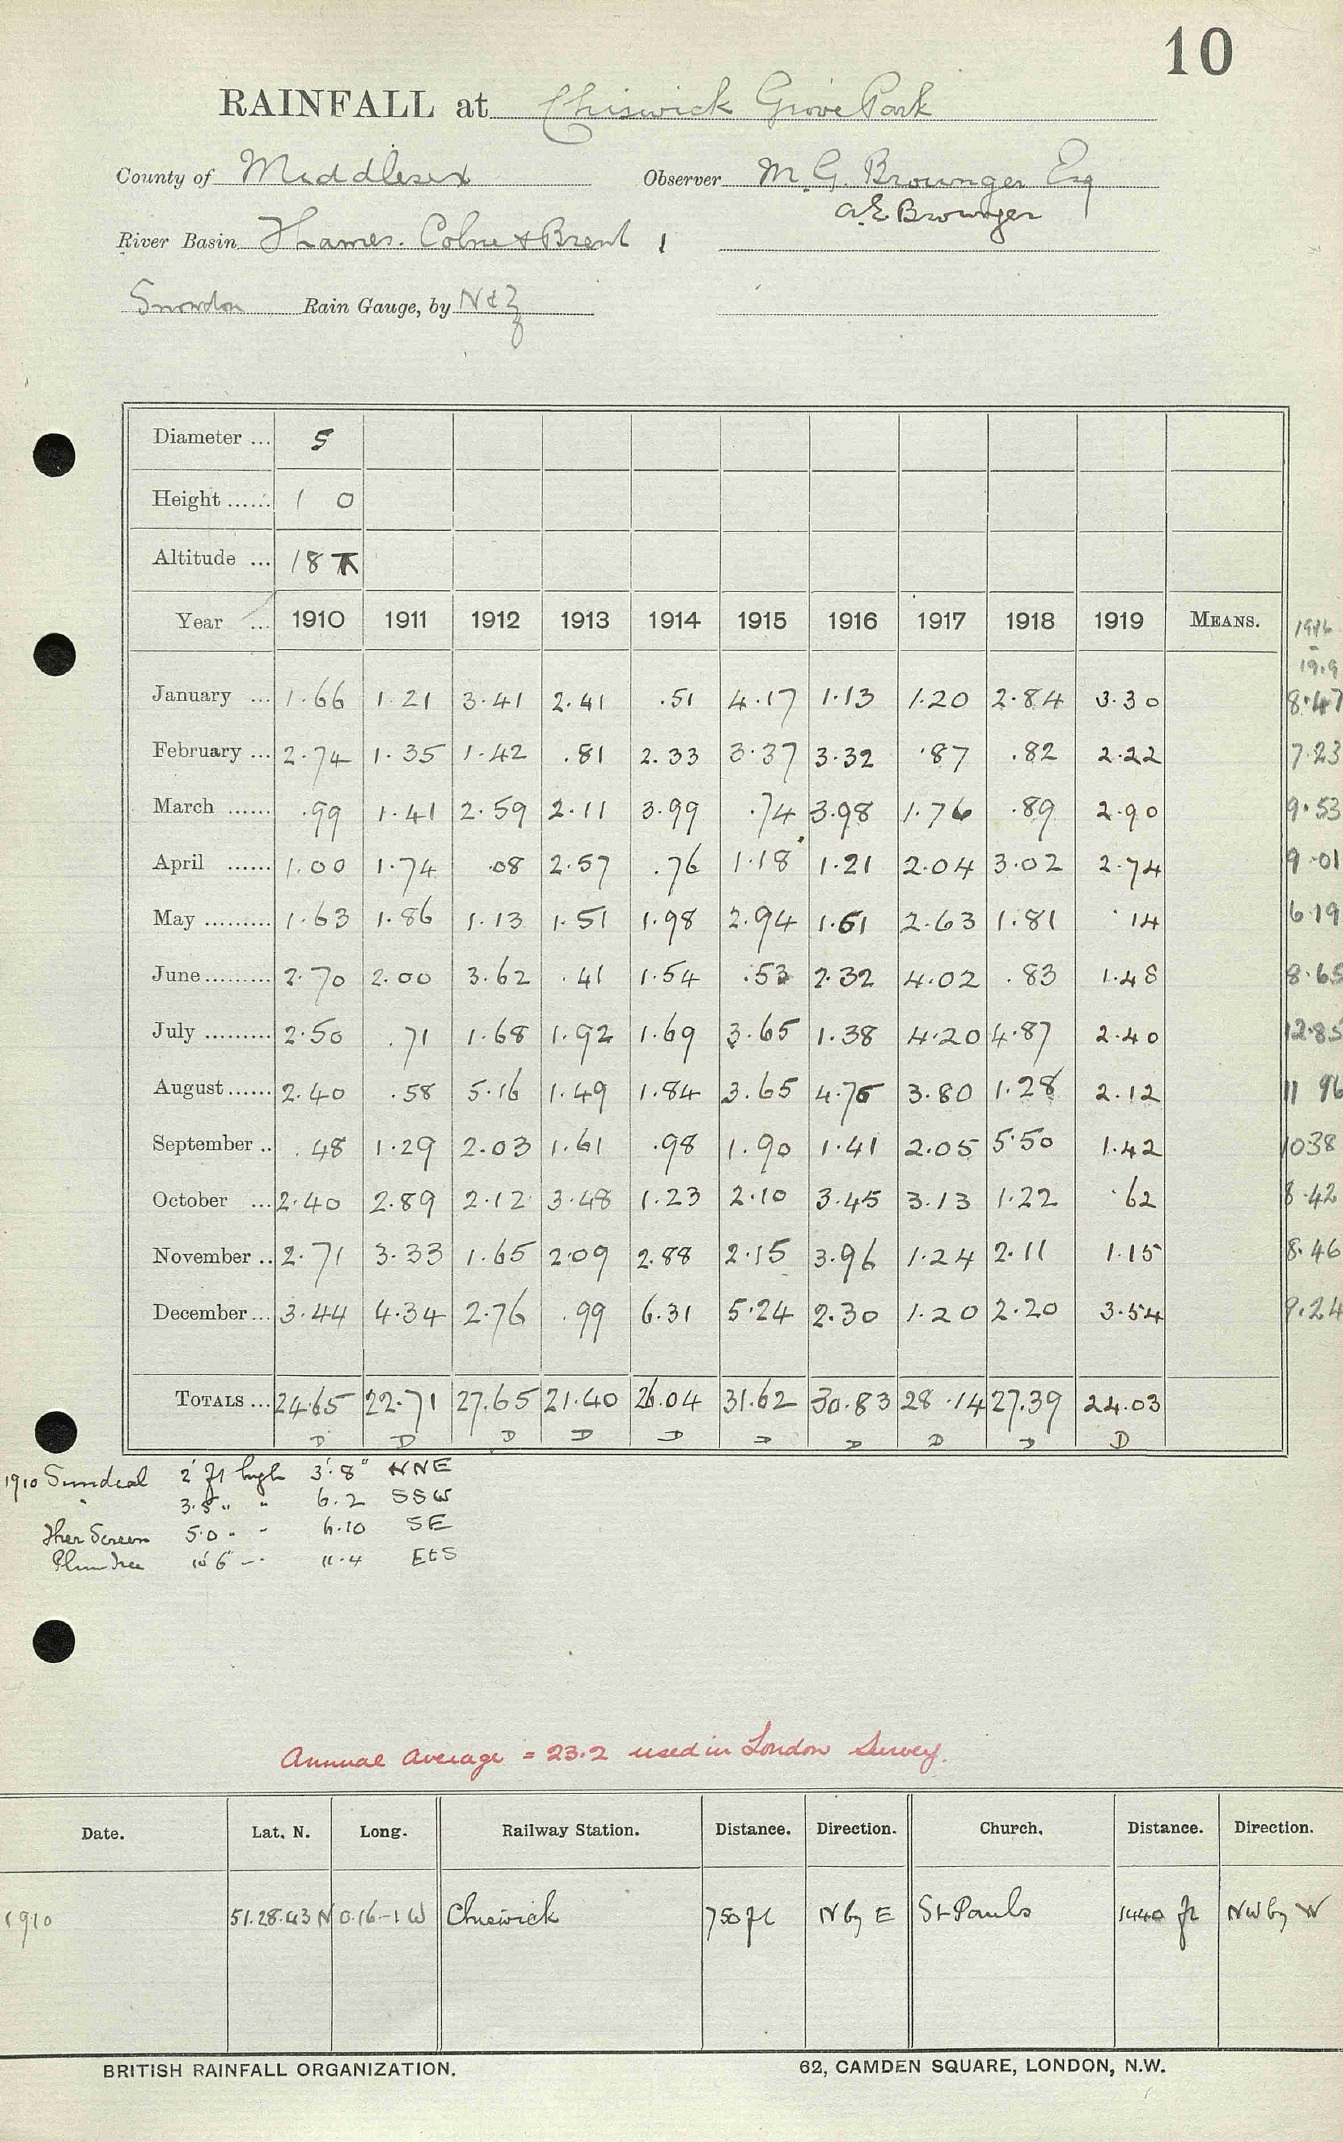 10
RAINFALL at Chiswick Grove Park
County of Middlesex Observer M. G. Brounger Esq
A.E. Brounger
River Basin Thames. Colne & Brent 1
Snowdon Rain Gauge, by N & Z
Diameter ... 5
Height ...... 1 0
Altitude ... 18
Year ... 1910 1911 1912 1913 1914 1915 1916 1917 1918 1919 MEANS. 1916
- 19.9
January ... 1.66 1.21 3.41 2.41 .51 4.17 1.13 1.20 2.84 3.30 8.47
February ... 2.74 1.35 1.42 .81 2.33 3.37 3.32 .87 .82 2.22 7.23
March ...... .99 1.41 2.59 2.11 3.99 .74 3.98 1.76 .89 2.90 9.53
April ...... 1.00 1.74 .08 2.57 .76 1.18 1.21 2.04 3.02 2.74 9.01
May ......... 1.63 1.86 1.13 1.51 1.98 2.94 1.61 2.63 1.81 .14 6.19
June ......... 2.70 2.00 3.62 .41 1.54 .53 2.32 4.02 .83 1.48 8.65
July ......... 2.50 .71 1.68 1.92 1.69 3.65 1.38 4.20 4.87 2.40 12.85
August ...... 2.40 .58 5.16 1.49 1.84 3.65 4.76 3.80 1.28 2.12 11 96
September .. .48 1.29 2.03 1.61 .98 1.90 1.41 2.05 5.50 1.42 1038
October ... 2.40 2.89 2.12 3.48 1.23 2.10 3.45 3.13 1.22 .62 8.42
November .. 2.71 3.33 1.65 2.09 2.88 2.15 3.96 1.24 2.11 1.15 8.46
December ... 3.44 4.34 2.76 .99 6.31 5.24 2.30 1.20 2.20 3.54 9.24
TOTALS ... 24.65 22.71 27.65 21.40 26.04 31.62 30.83 28.14 27.39 24.03
D D D D D D D D D D
1910 Sundial 2' ft high 3'.8" NNE
" 3.5 " " 6.2 SSW
Ther Screen 5.0 " " 6.10 SE
Plum tree 10'6" " 11.4 E t S
Annual Average = 23.2 used in London Survey.
Date. Lat. N. Long. Railway Station. Distance. Direction. Church. Distance. Direction.
1910 51.28.43 N 0.16-1 W Chiswick 750 ft N by E St Pauls 1440 ft NW by W
BRITISH RAINFALL ORGANIZATION. 62, CAMDEN SQUARE, LONDON, N.W.